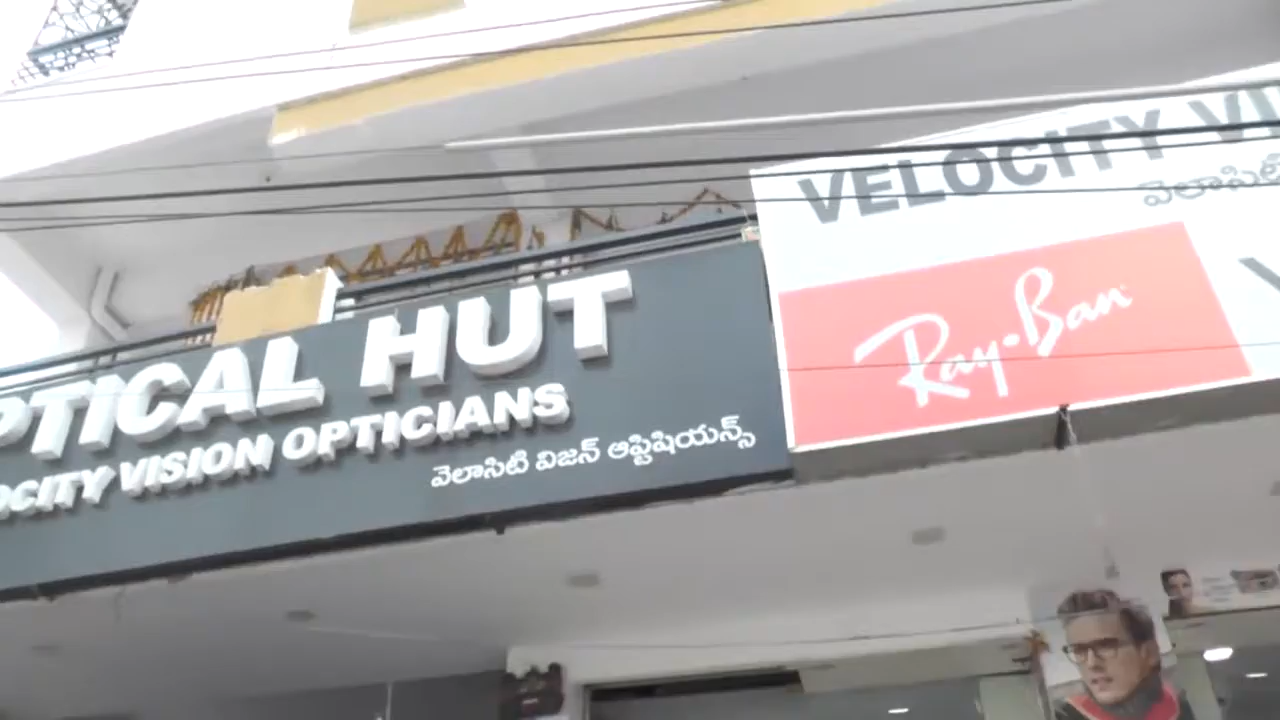 PTICAL HUT
OCITY VISION OPTICIANS
వెలాసిటి విజన్ ఆప్టిషియన్స్
VELOCITY VI
వెలాసిటి
Ray-Ban